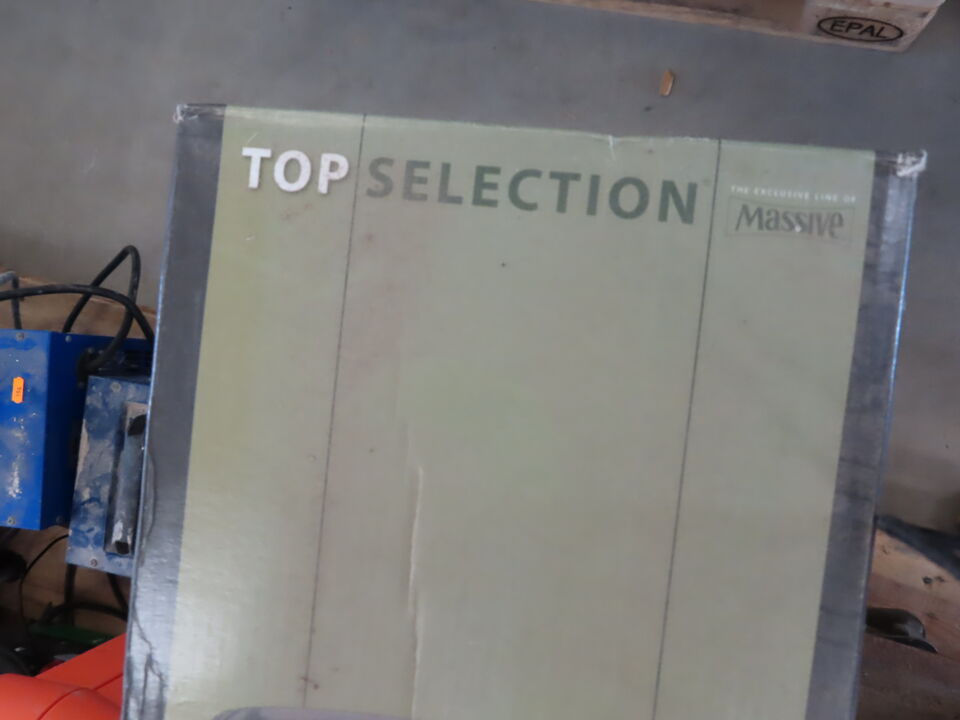 EPAL
TOP SELECTION
THE EXCLUSIVE LINE OF
Massive